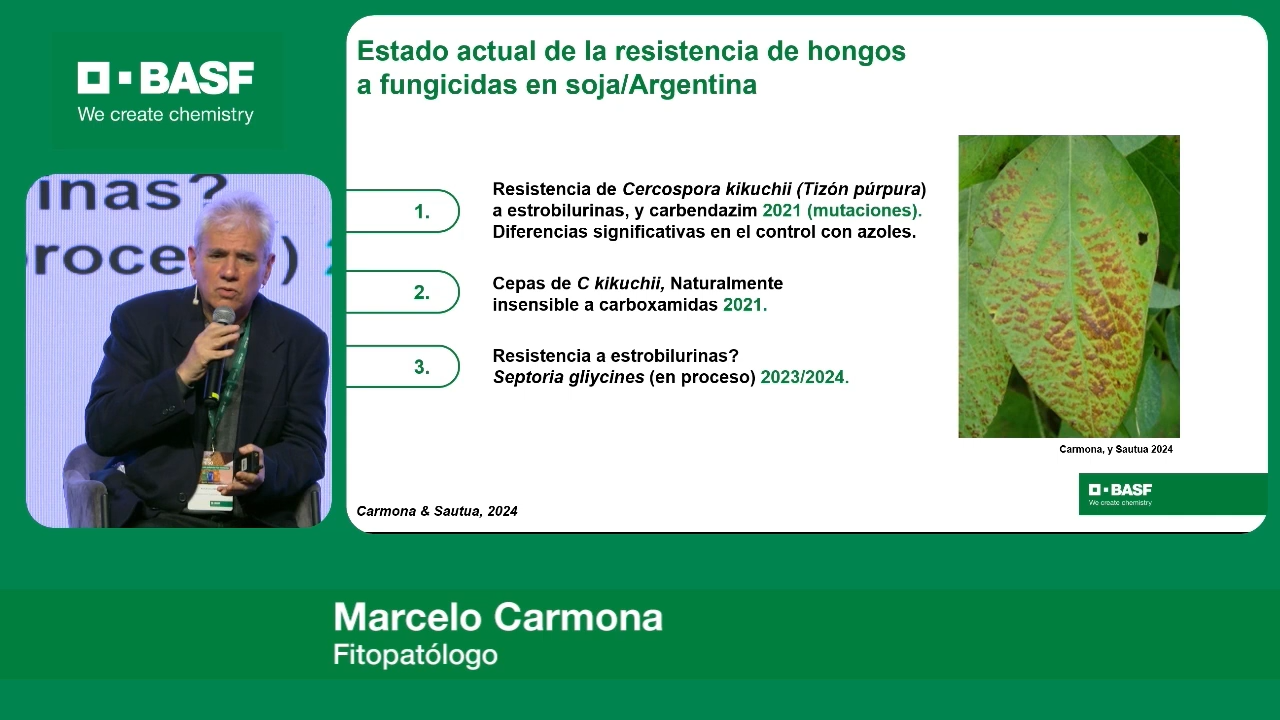 BASF
We create chemistry
inas?
roce ) 2
Estado actual de la resistencia de hongos
a fungicidas en soja/Argentina
1.
Resistencia de Cercospora kikuchii (Tizón púrpura)
a estrobilurinas, y carbendazim 2021 (mutaciones).
Diferencias significativas en el control con azoles.
2.
Cepas de C kikuchii, Naturalmente
insensible a carboxamidas 2021.
3.
Resistencia a estrobilurinas?
Septoria gliycines (en proceso) 2023/2024.
Carmona, y Sautua 2024
BASF
We create chemistry
Carmona & Sautua, 2024
Marcelo Carmona
Fitopatólogo